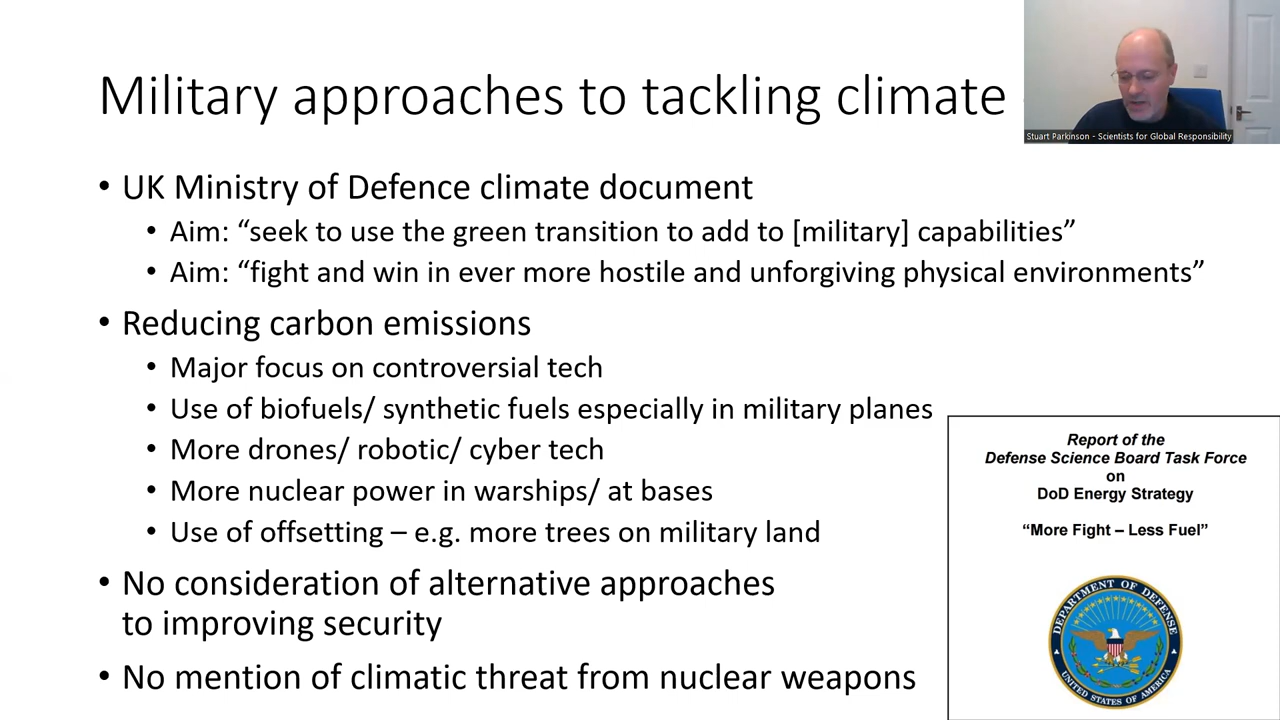 Military approaches to tackling climate
Stuart Parkinson - Scientists for Global Responsibility
• UK Ministry of Defence climate document
• Aim: “seek to use the green transition to add to [military] capabilities”
• Aim: “fight and win in ever more hostile and unforgiving physical environments”
• Reducing carbon emissions
• Major focus on controversial tech
• Use of biofuels/ synthetic fuels especially in military planes
• More drones/ robotic/ cyber tech
• More nuclear power in warships/ at bases
• Use of offsetting – e.g. more trees on military land
• No consideration of alternative approaches
to improving security
• No mention of climatic threat from nuclear weapons
Report of the
Defense Science Board Task Force
on
DoD Energy Strategy
“More Fight – Less Fuel”
DEPARTMENT OF DEFENSE
UNITED STATES OF AMERICA